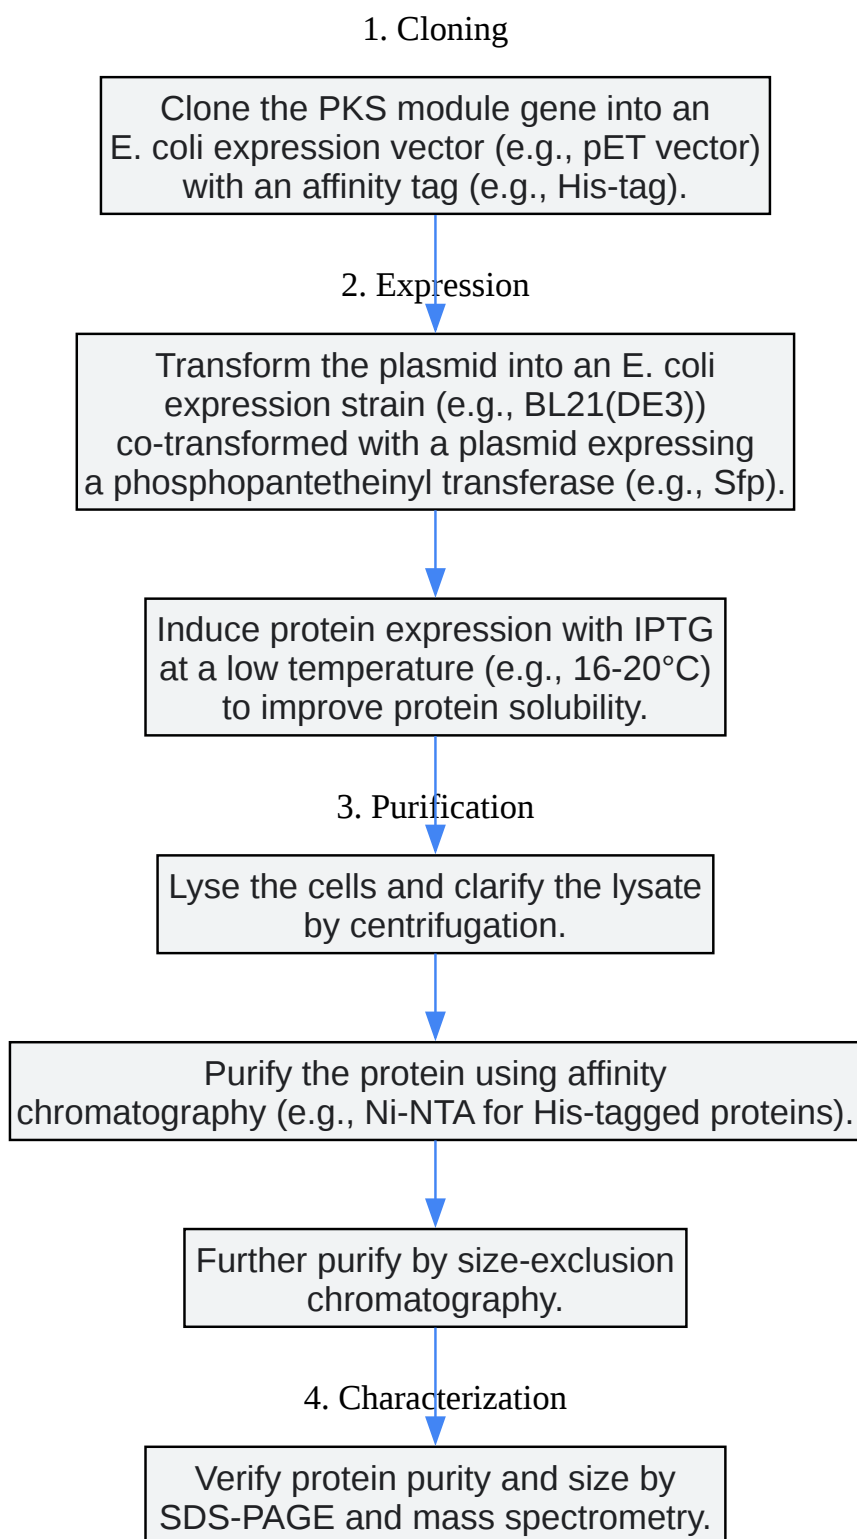 1. Cloning
Clone the PKS module gene into an
E. coli expression vector (e.g., pET vector)
with an affinity tag (e.g., His-tag).
2. Expression
Transform the plasmid into an E. coli
expression strain (e.g., BL21(DE3))
co-transformed with a plasmid expressing
a phosphopantetheinyl transferase (e.g., Sfp).
Induce protein expression with IPTG
at a low temperature (e.g., 16-20°C)
to improve protein solubility.
3. Purification
Lyse the cells and clarify the lysate
by centrifugation.
Purify the protein using affinity
chromatography (e.g., Ni-NTA for His-tagged proteins).
Further purify by size-exclusion
chromatography.
4. Characterization
Verify protein purity and size by
SDS-PAGE and mass spectrometry.